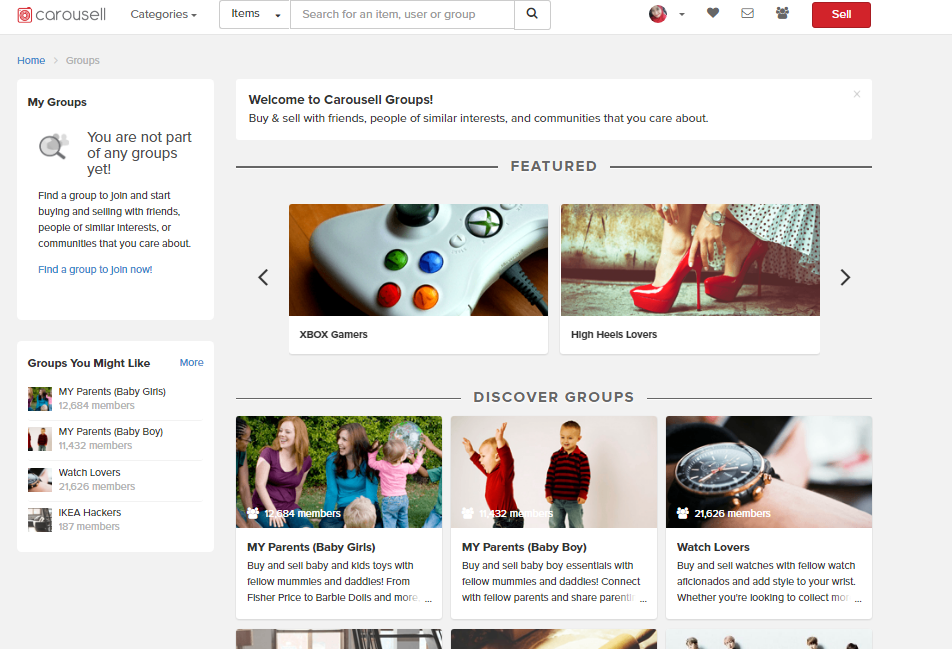 carousell
Categories
Items
Search for an item, user or group
Sell
Home > Groups
My Groups
You are not part
of any groups
yet!
Find a group to join and start
buying and selling with friends,
people of similar interests, or
communities that you care about.
Find a group to join now!
Groups You Might Like
More
MY Parents (Baby Girls)
12,684 members
MY Parents (Baby Boy)
11,432 members
Watch Lovers
21,626 members
IKEA Hackers
187 members
Welcome to Carousell Groups!
×
Buy & sell with friends, people of similar interests, and communities that you care about.
FEATURED
XBOX Gamers
High Heels Lovers
DISCOVER GROUPS
12,684 members
MY Parents (Baby Girls)
Buy and sell baby and kids toys with
fellow mummies and daddies! From
Fisher Price to Barbie Dolls and more. ...
11,432 members
MY Parents (Baby Boy)
Buy and sell baby boy essentials with
fellow mummies and daddies! Connect
with fellow parents and share parenti ...
21,626 members
Watch Lovers
Buy and sell watches with fellow watch
aficionados and add style to your wrist.
Whether you're looking to collect mor ...